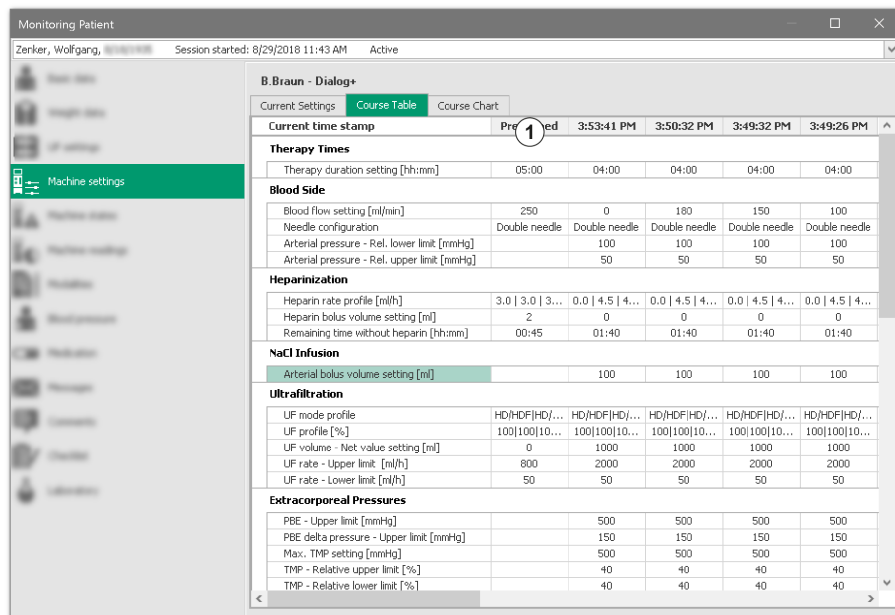 Monitoring Patient
Zenker, Wolfgang, Session started: 8/29/2018 11:43 AM Active
Machine settings
B.Braun - Dialog+
Current Settings Course Table Course Chart
Current time stamp 1 3:53:41 PM 3:50:32 PM 3:49:32 PM 3:49:26 PM
Therapy Times
Therapy duration setting [hh:mm] 05:00 04:00 04:00 04:00 04:00
Blood Side
Blood flow setting [ml/min] 250 0 180 150 100
Needle configuration Double needle Double needle Double needle Double needle Double needle
Arterial pressure - Rel. lower limit [mmHg] 100 100 100 100
Arterial pressure - Rel. upper limit [mmHg] 50 50 50 50
Heparinization
Heparin rate profile [ml/h] 3.0 | 3.0 | 3... 0.0 | 4.5 | 4... 0.0 | 4.5 | 4... 0.0 | 4.5 | 4... 0.0 | 4.5 | 4...
Heparin bolus volume setting [ml] 2 0 0 0 0
Remaining time without heparin [hh:mm] 00:45 01:40 01:40 01:40 01:40
NaCl Infusion
Arterial bolus volume setting [ml] 100 100 100 100
Ultrafiltration
UF mode profile HD/HDF|HD/... HD/HDF|HD/... HD/HDF|HD/... HD/HDF|HD/... HD/HDF|HD/...
UF profile [%] 100|100|10... 100|100|10... 100|100|10... 100|100|10... 100|100|10...
UF volume - Net value setting [ml] 0 1000 1000 1000 1000
UF rate - Upper limit [ml/h] 800 2000 2000 2000 2000
UF rate - Lower limit [ml/h] 50 50 50 50 50
Extracorporeal Pressures
PBE - Upper limit [mmHg] 500 500 500 500
PBE delta pressure - Upper limit [mmHg] 150 150 150 150
Max. TMP setting [mmHg] 500 500 500 500
TMP - Relative upper limit [%] 40 40 40 40
TMP - Relative lower limit [%] 40 40 40 40